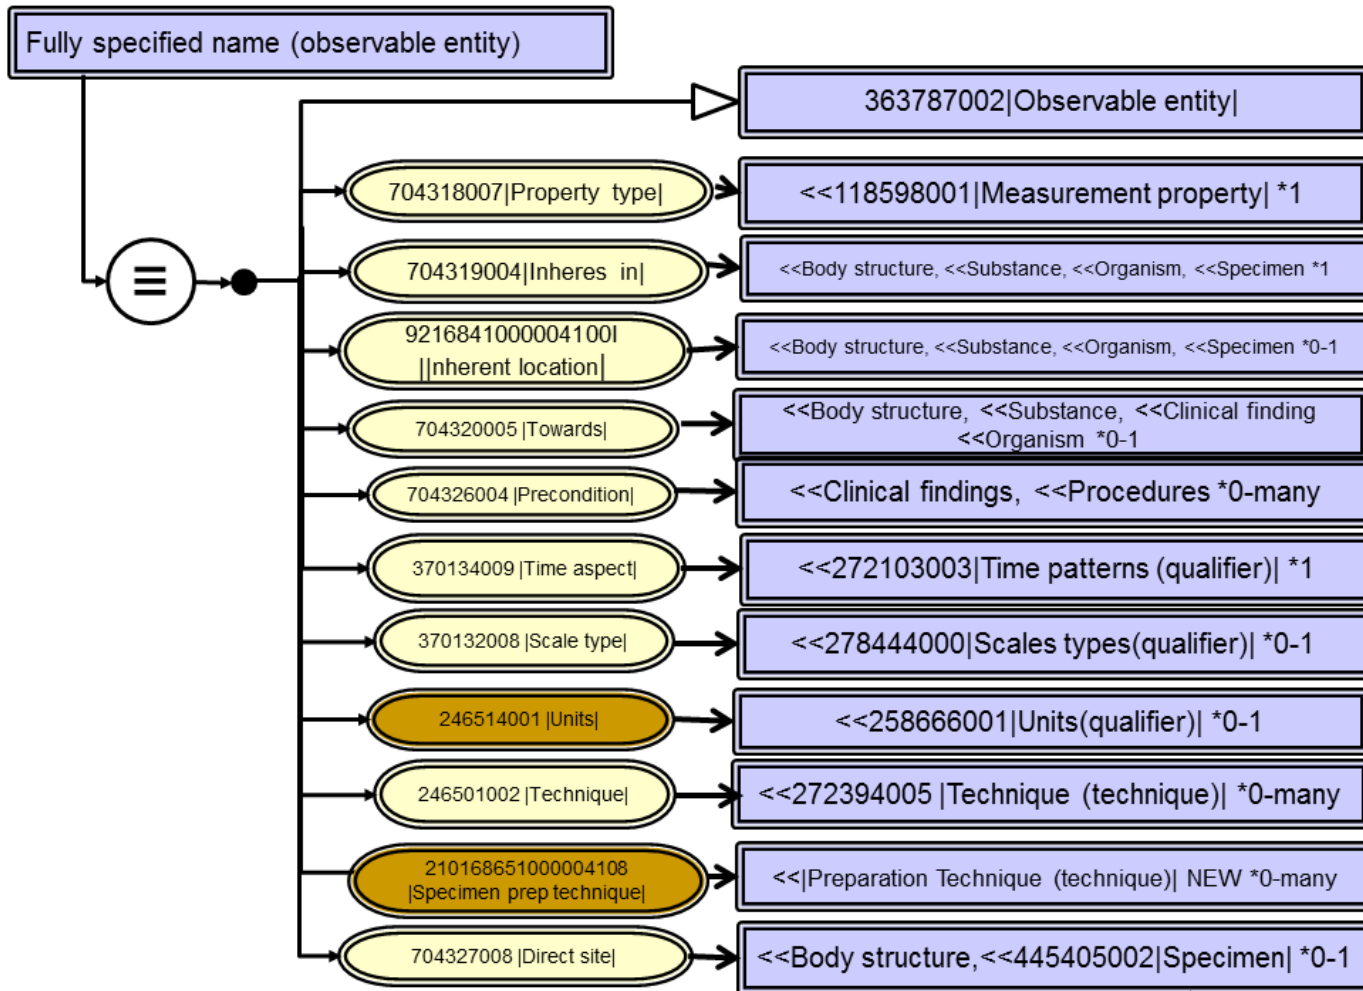 Fully specified name (observable entity)
363787002|Observable entity|
704318007|Property type|
<<118598001|Measurement property| *1
704319004|Inheres in|
<<Body structure, <<Substance, <<Organism, <<Specimen *1
9216841000004100I
||nherent location|
<<Body structure, <<Substance, <<Organism, <<Specimen *0-1
704320005 |Towards|
<<Body structure, <<Substance, <<Clinical finding
<<Organism *0-1
704326004 |Precondition|
<<Clinical findings, <<Procedures *0-many
370134009 |Time aspect|
<<272103003|Time patterns (qualifier)| *1
370132008 |Scale type|
<<278444000|Scales types(qualifier)| *0-1
246514001 |Units|
<<258666001|Units(qualifier)| *0-1
246501002 |Technique|
<<272394005 |Technique (technique)| *0-many
210168651000004108
|Specimen prep technique|
<<|Preparation Technique (technique)| NEW *0-many
704327008 |Direct site|
<<Body structure,<<445405002|Specimen| *0-1